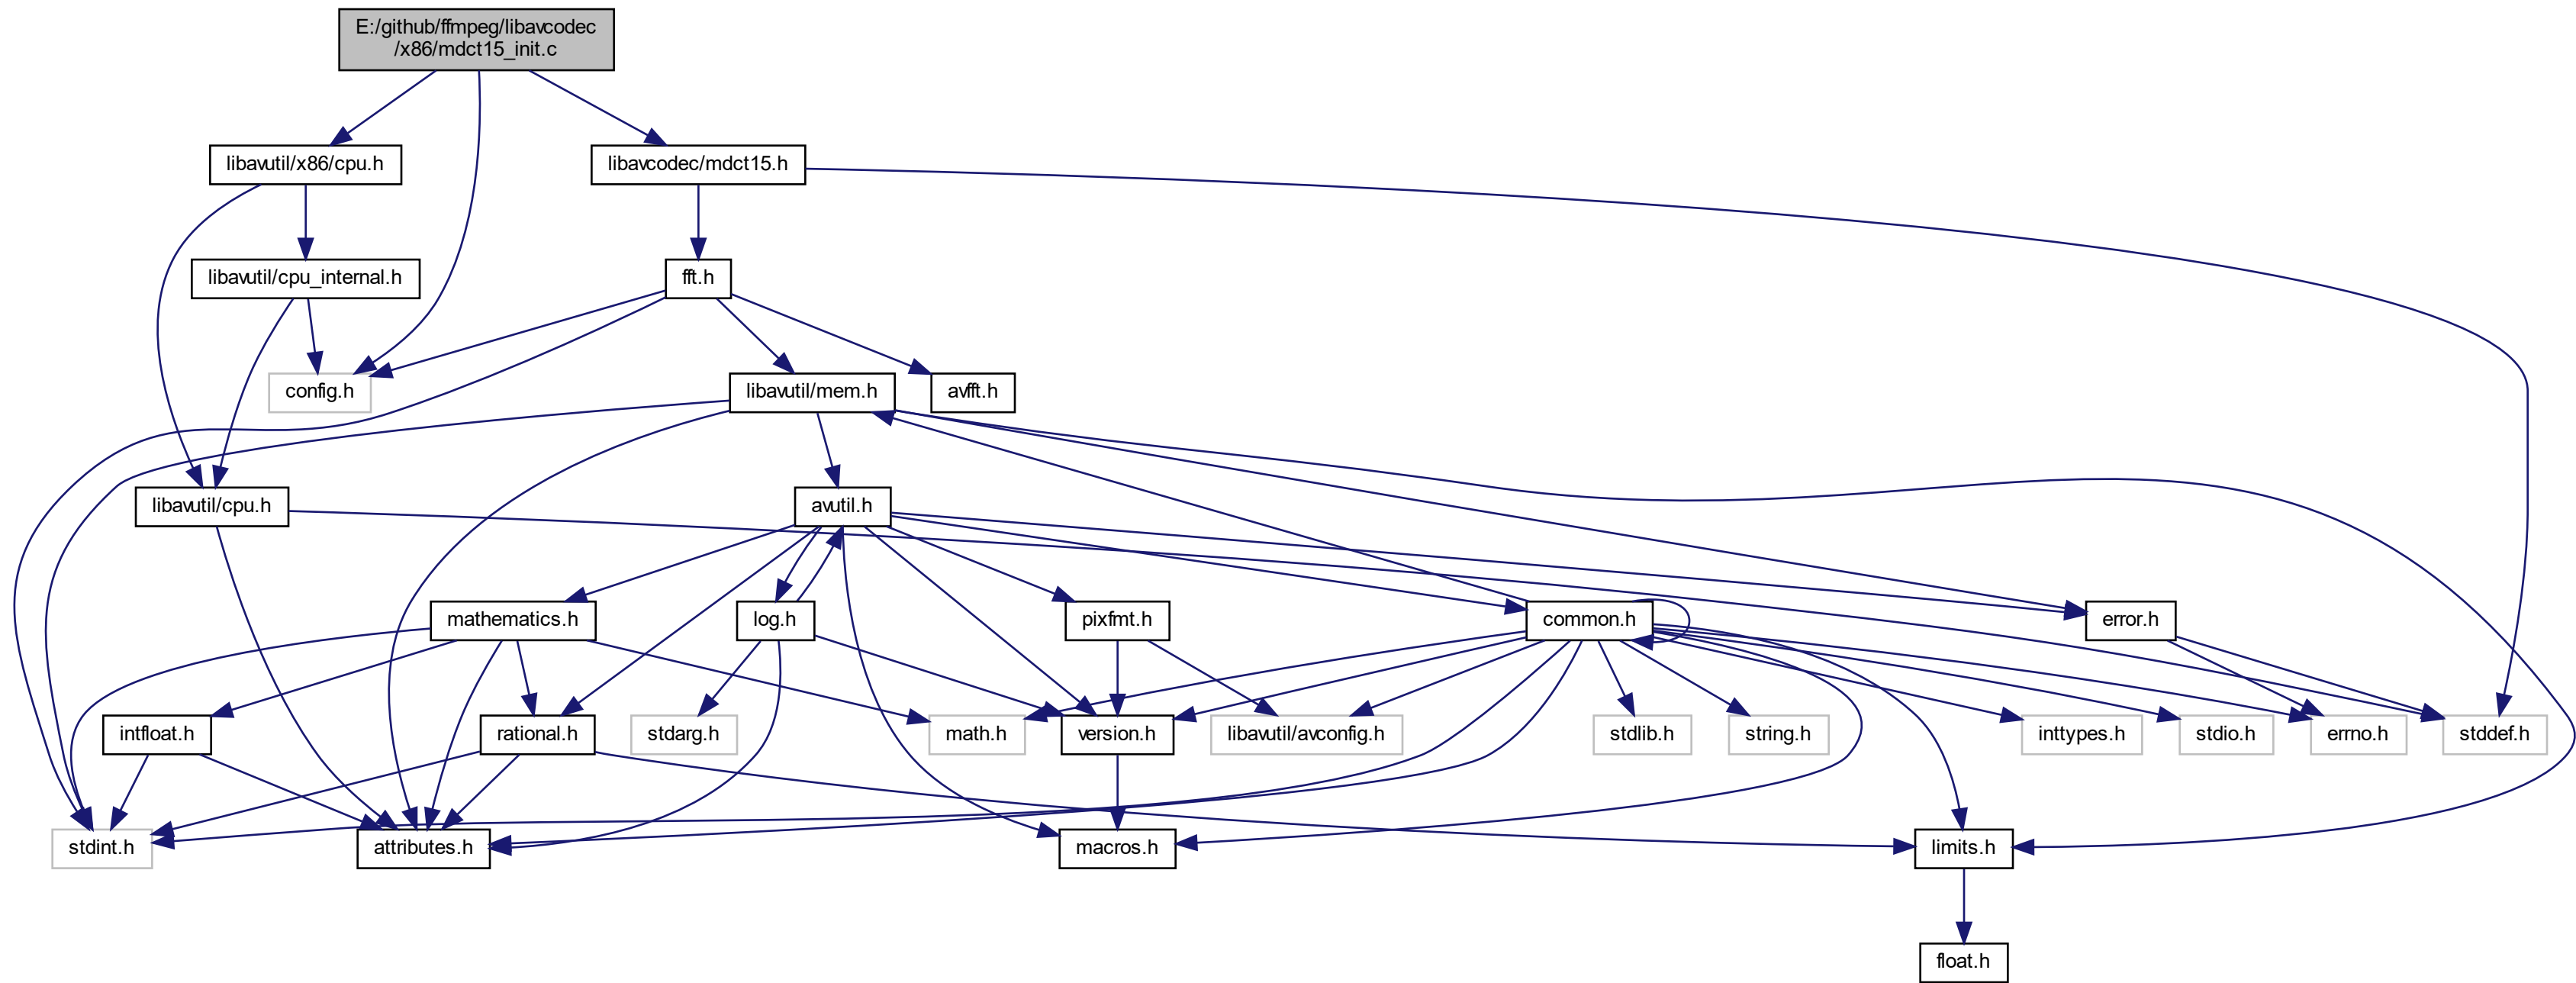 E:/github/ffmpeg/libavcodec
/x86/mdct15_init.c
libavutil/x86/cpu.h
libavcodec/mdct15.h
libavutil/cpu_internal.h
fft.h
config.h
libavutil/mem.h
avfft.h
libavutil/cpu.h
avutil.h
mathematics.h
log.h
pixfmt.h
common.h
error.h
intfloat.h
rational.h
stdarg.h
math.h
version.h
libavutil/avconfig.h
stdlib.h
string.h
inttypes.h
stdio.h
errno.h
stddef.h
stdint.h
attributes.h
macros.h
limits.h
float.h